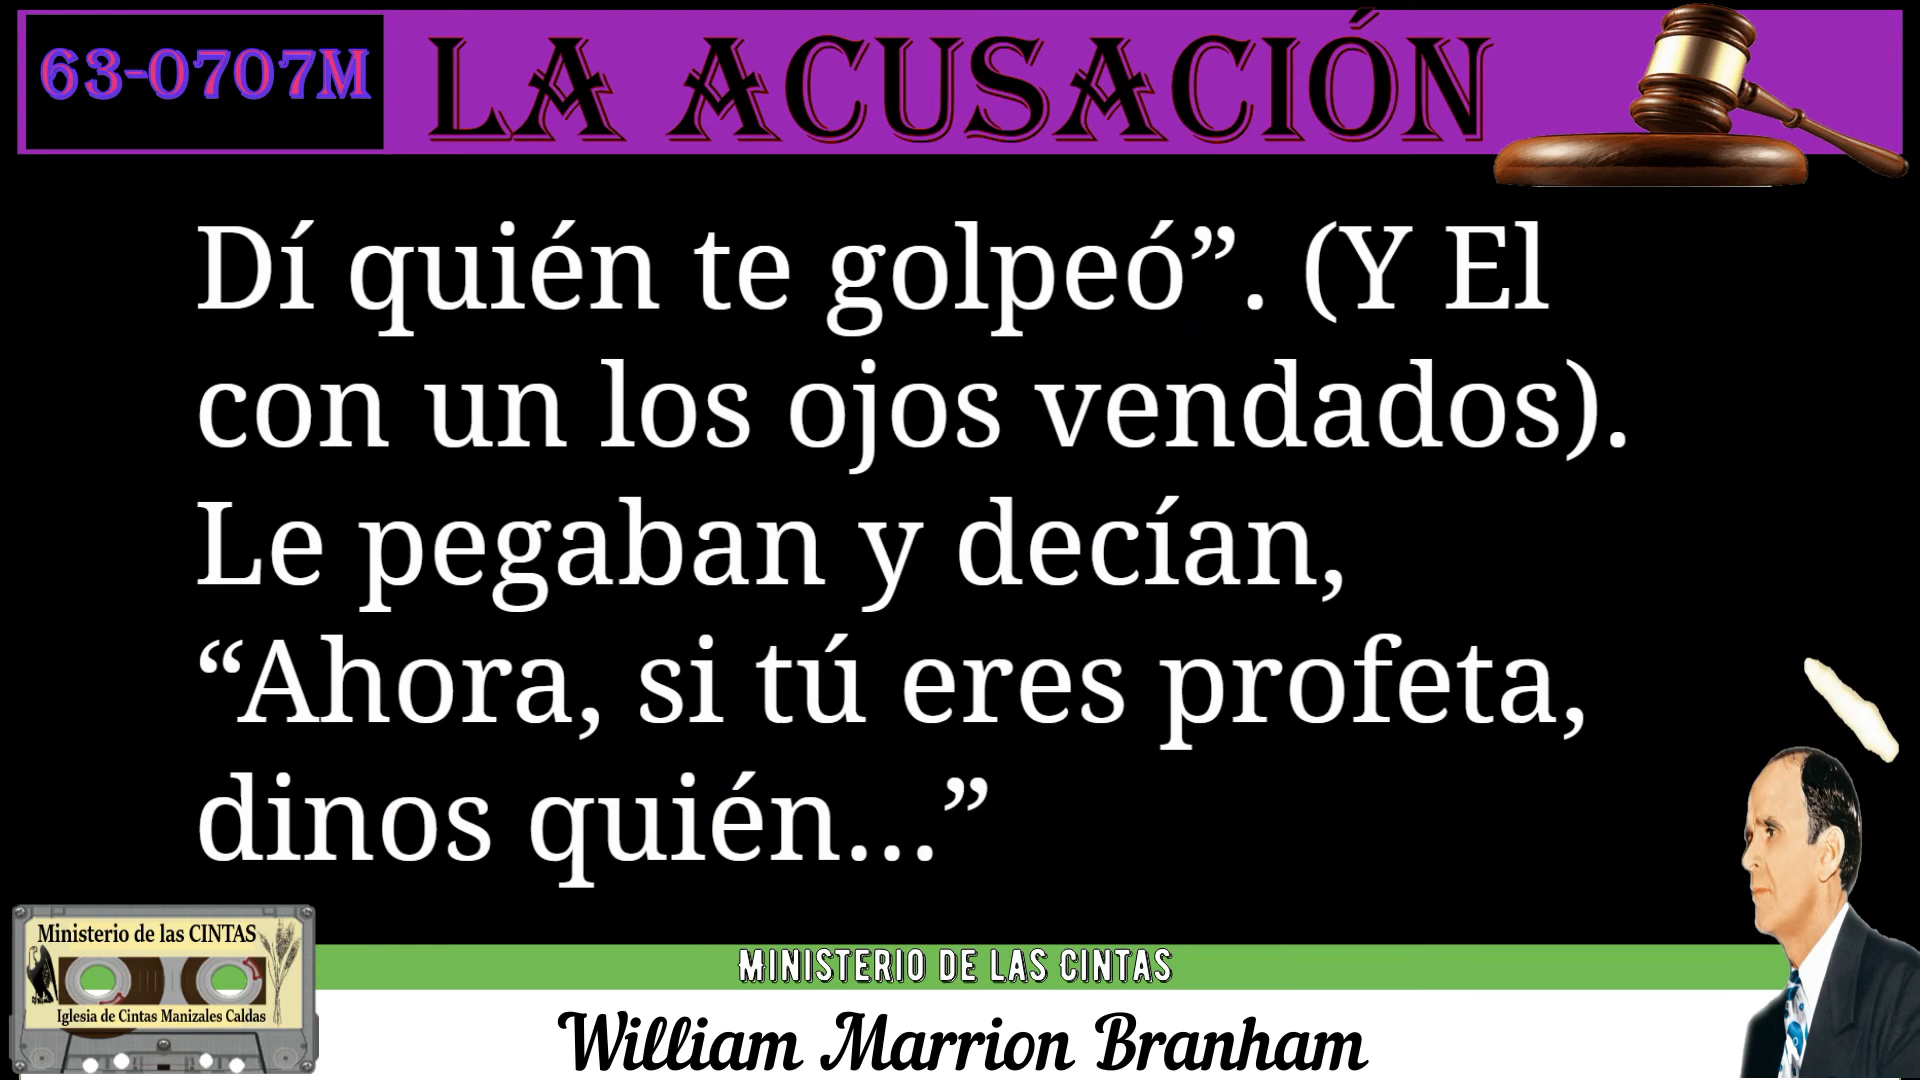 63-0707M
LA ACUSACIÓN
Dí quién te golpeó”. (Y El
con un los ojos vendados).
Le pegaban y decían,
“Ahora, si tú eres profeta,
dinos quién...”
Ministerio de las CINTAS
Iglesia de Cintas Manizales Caldas
MINISTERIO DE LAS CINTAS
William Marrion Branham